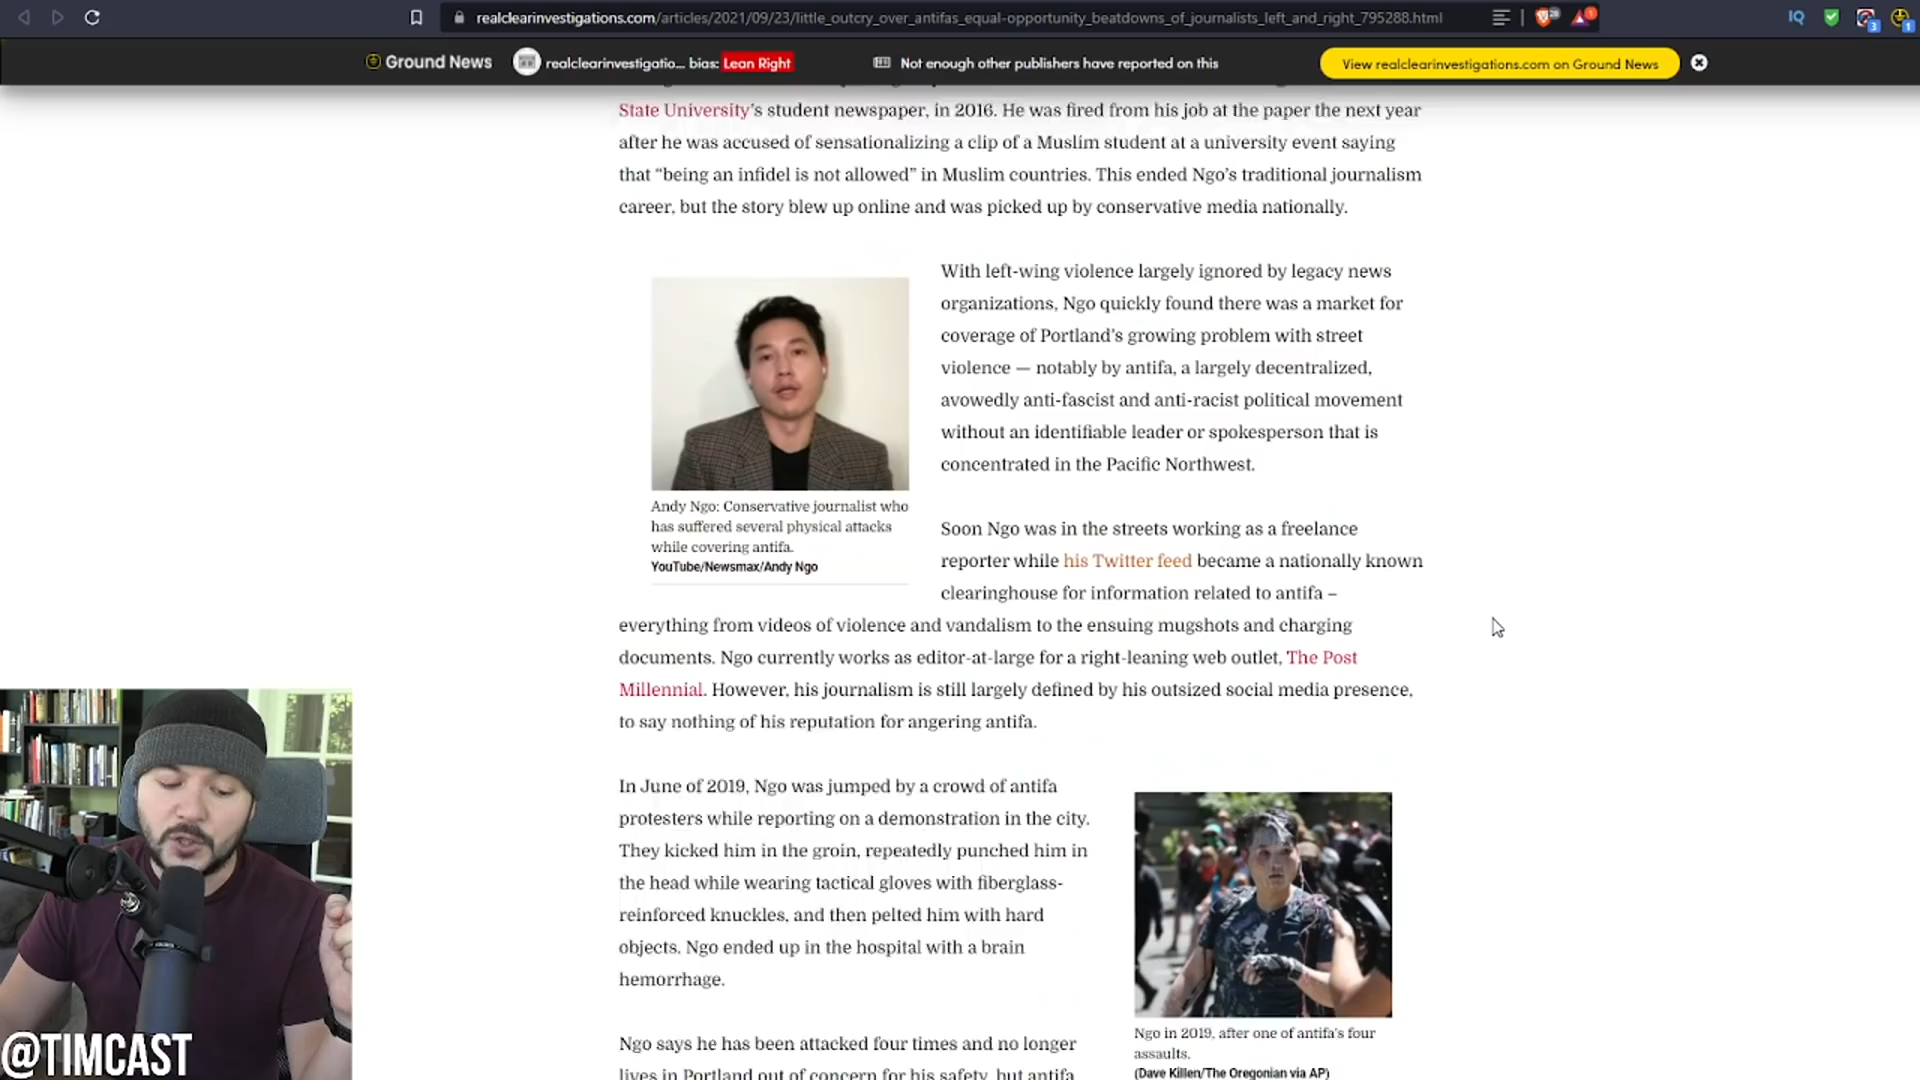 realclearinvestigations.com/articles/2021/09/23/little_outcry_over_antifas_equal-opportunity_beatdowns_of_journalists_left_and_right_795288.html
Ground News
realclearinvestigatio... bias: Lean Right
Not enough other publishers have reported on this
View realclearinvestigations.com on Ground News
State University's student newspaper, in 2016. He was fired from his job at the paper the next year
after he was accused of sensationalizing a clip of a Muslim student at a university event saying
that “being an infidel is not allowed” in Muslim countries. This ended Ngo's traditional journalism
career, but the story blew up online and was picked up by conservative media nationally.
With left-wing violence largely ignored by legacy news
organizations, Ngo quickly found there was a market for
coverage of Portland's growing problem with street
violence — notably by antifa, a largely decentralized,
avowedly anti-fascist and anti-racist political movement
without an identifiable leader or spokesperson that is
concentrated in the Pacific Northwest.
Andy Ngo: Conservative journalist who
has suffered several physical attacks
while covering antifa.
YouTube/Newsmax/Andy Ngo
Soon Ngo was in the streets working as a freelance
reporter while his Twitter feed became a nationally known
clearinghouse for information related to antifa –
everything from videos of violence and vandalism to the ensuing mugshots and charging
documents. Ngo currently works as editor-at-large for a right-leaning web outlet, The Post
Millennial. However, his journalism is still largely defined by his outsized social media presence,
to say nothing of his reputation for angering antifa.
In June of 2019, Ngo was jumped by a crowd of antifa
protesters while reporting on a demonstration in the city.
They kicked him in the groin, repeatedly punched him in
the head while wearing tactical gloves with fiberglass-
reinforced knuckles, and then pelted him with hard
objects. Ngo ended up in the hospital with a brain
hemorrhage.
Ngo in 2019, after one of antifa's four
assaults.
(Dave Killen/The Oregonian via AP)
Ngo says he has been attacked four times and no longer
lives in Portland out of concern for his safety, but antifa
@TIMCAST